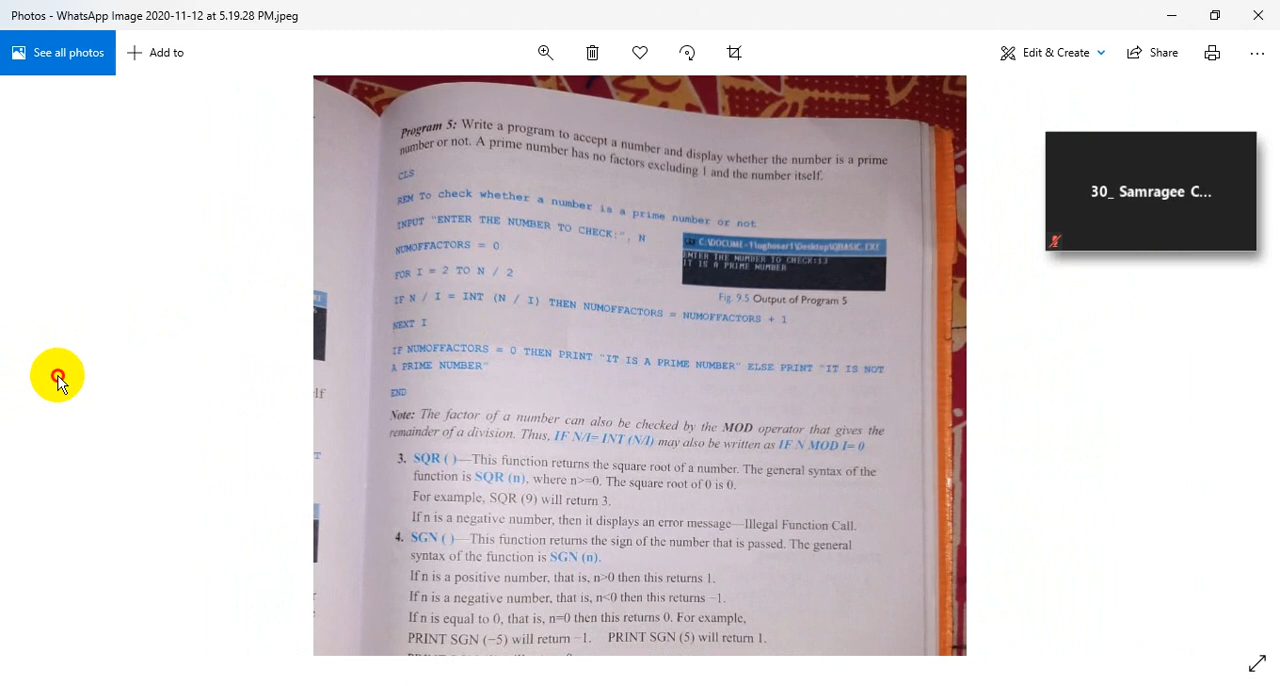 Photos - WhatsApp Image 2020-11-12 at 5.19.28 PM.jpeg
See all photos
Add to
Edit & Create
Share
30_ Samragee C...
Program 5: Write a program to accept a number and display whether the number is a prime
number or not. A prime number has no factors excluding 1 and the number itself.
CLS
REM To check whether a number is a prime number or not
INPUT "ENTER THE NUMBER TO CHECK:", N
NUMOFFACTORS = 0
FOR I = 2 TO N / 2
IF N / I = INT (N / I) THEN NUMOFFACTORS = NUMOFFACTORS + 1
NEXT I
IF NUMOFFACTORS = 0 THEN PRINT "IT IS A PRIME NUMBER" ELSE PRINT "IT IS NOT
A PRIME NUMBER"
END
ENTER THE NUMBER TO CHECK:13
IT IS A PRIME NUMBER
Fig. 9.5 Output of Program 5
Note: The factor of a number can also be checked by the MOD operator that gives the
remainder of a division. Thus, IF N/I= INT (N/I) may also be written as IF N MOD I= 0
3. SQR ( )—This function returns the square root of a number. The general syntax of the
function is SQR (n), where n>=0. The square root of 0 is 0.
For example, SQR (9) will return 3.
If n is a negative number, then it displays an error message—Illegal Function Call.
4. SGN ( )—This function returns the sign of the number that is passed. The general
syntax of the function is SGN (n).
If n is a positive number, that is, n>0 then this returns 1.
If n is a negative number, that is, n<0 then this returns −1.
If n is equal to 0, that is, n=0 then this returns 0. For example,
PRINT SGN (−5) will return −1. PRINT SGN (5) will return 1.